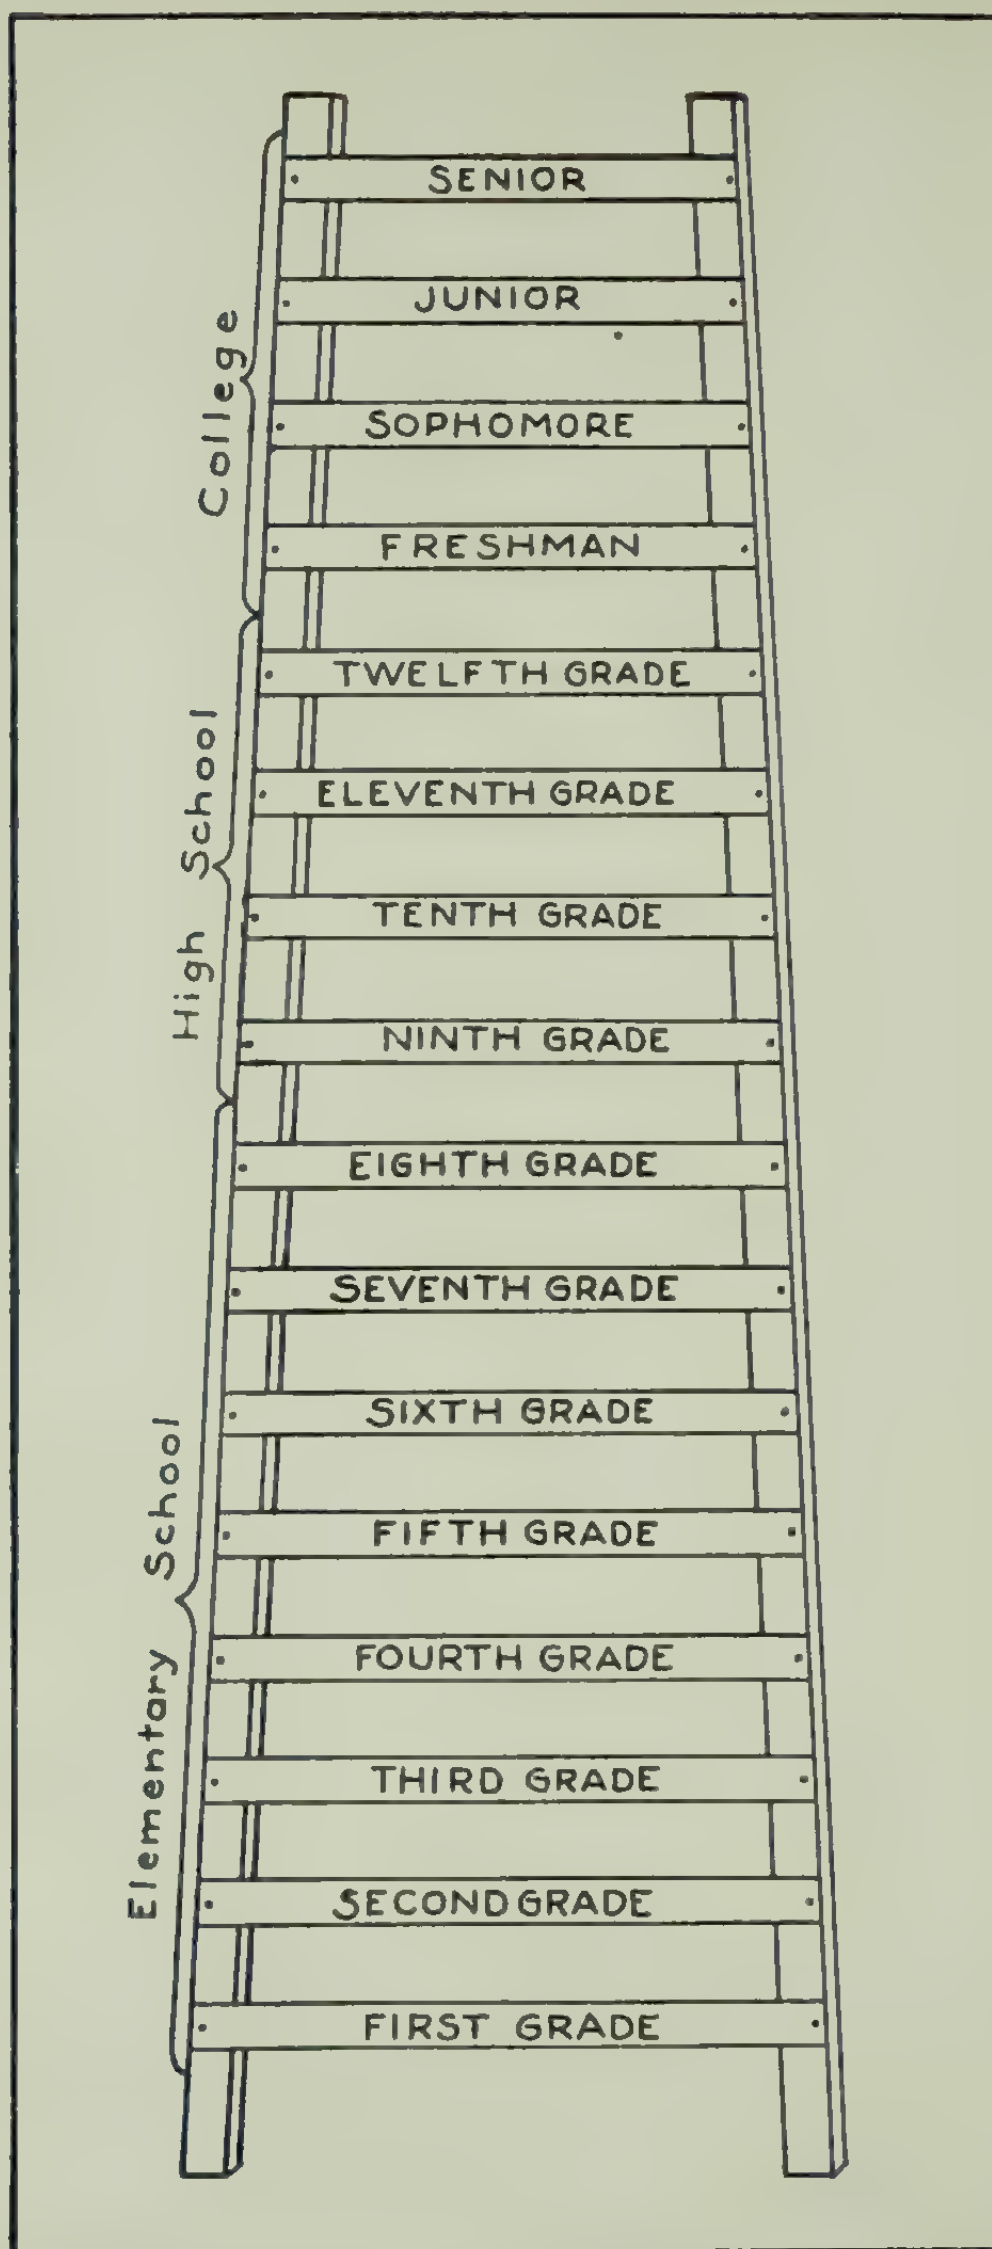 SENIOR
JUNIOR
SOPHOMORE
FRESHMAN
College
TWELFTH GRADE
ELEVENTH GRADE
TENTH GRADE
NINTH GRADE
High School
EIGHTH GRADE
SEVENTH GRADE
SIXTH GRADE
FIFTH GRADE
FOURTH GRADE
THIRD GRADE
SECOND GRADE
FIRST GRADE
Elementary School